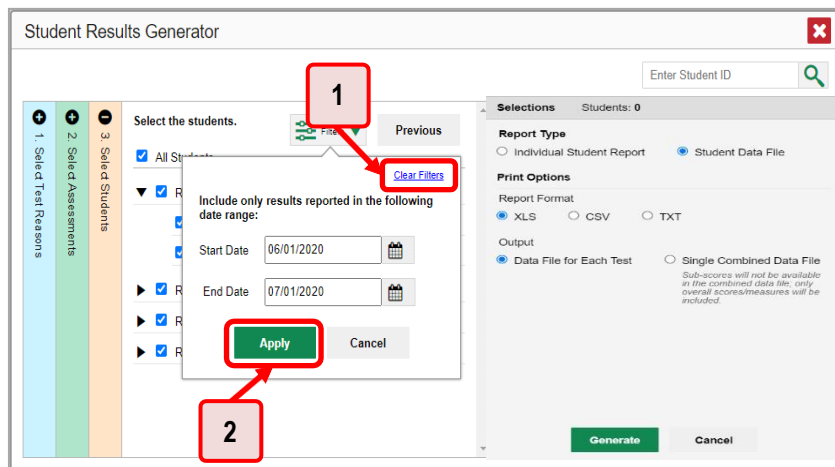 Student Results Generator
Enter Student ID
1
1. Select Test Reasons
2. Select Assessments
3. Select Students
Select the students.
Previous
All Students
Clear Filters
Include only results reported in the following
date range:
Start Date 06/01/2020
End Date 07/01/2020
Apply Cancel
2
Selections Students: 0
Report Type
Individual Student Report Student Data File
Print Options
Report Format
XLS CSV TXT
Output
Data File for Each Test Single Combined Data File
Sub-scores will not be available
in the combined data file; only
overall scores/measures will be
included.
Generate Cancel